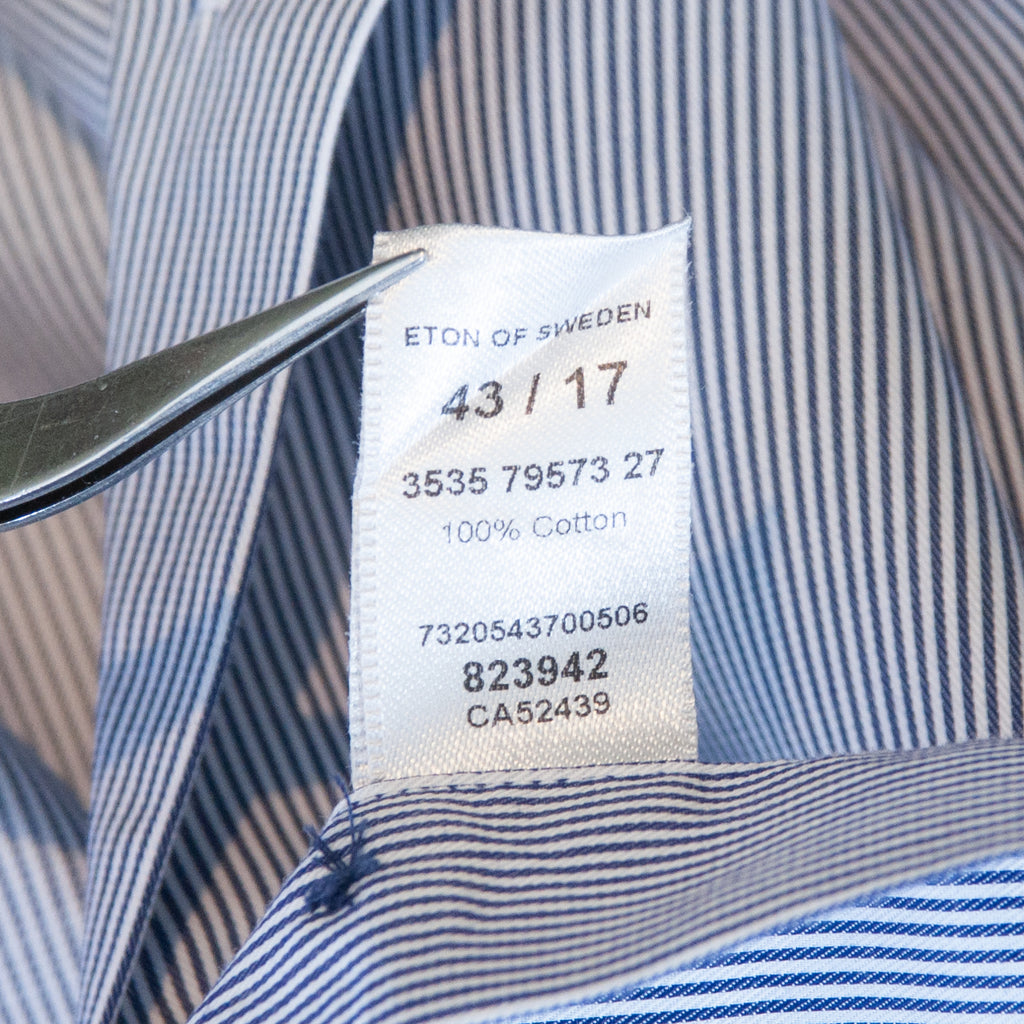 ETON OF SWEDEN
43 / 17
3535 79573 27
100% Cotton
7320543700506
823942
CA52439